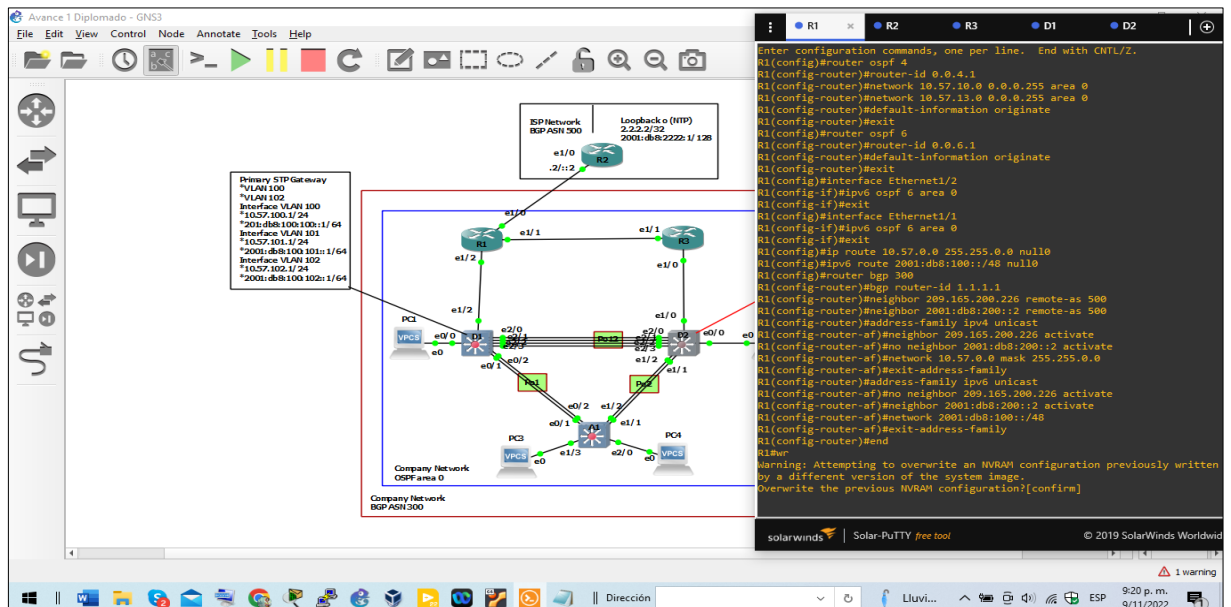 Avance 1 Diplomado - GNS3
File Edit View Control Node Annotate Tools Help
ISP Network
BGP ASN 500
Loopback o (NTP)
2.2.2.2/32
2001:db8:2222:1/128
e1/0
R2
.2/::2
Primary STP Gateway
*VLAN 100
*VLAN 102
Interface VLAN 100
*10.57.100.1/24
*201:db8:100:100::1/64
Interface VLAN 101
*10.57.101.1/24
*2001:db8:100:101::1/64
Interface VLAN 102
*10.57.102.1/24
*2001:db8:100:102::1/64
e1/0
R1
e1/1
e1/1
R3
e1/2
e1/0
e1/2
PC1
VPCS
e0
e0/0
D1
e2/0
e2/1
e2/3
Po12
e2/0
e2/3
D2
e0/0
e0
e0/2
e0/1
e1/2
e1/1
Po1
Po2
e0/2
e1/2
e0/1
e1/1
A1
PC3
VPCS
e0
e1/3
e2/0
e0
PC4
VPCS
Company Network
OSPF area 0
Company Network
BGP ASN 300
R1 × R2 R3 D1 D2
Enter configuration commands, one per line. End with CNTL/Z.
R1(config)#router ospf 4
R1(config-router)#router-id 0.0.4.1
R1(config-router)#network 10.57.10.0 0.0.0.255 area 0
R1(config-router)#network 10.57.13.0 0.0.0.255 area 0
R1(config-router)#default-information originate
R1(config-router)#exit
R1(config)#router ospf 6
R1(config-router)#router-id 0.0.6.1
R1(config-router)#default-information originate
R1(config-router)#exit
R1(config)#interface Ethernet1/2
R1(config-if)#ipv6 ospf 6 area 0
R1(config-if)#exit
R1(config)#interface Ethernet1/1
R1(config-if)#ipv6 ospf 6 area 0
R1(config-if)#exit
R1(config)#ip route 10.57.0.0 255.255.0.0 null0
R1(config)#ipv6 route 2001:db8:100::/48 null0
R1(config)#router bgp 300
R1(config-router)#bgp router-id 1.1.1.1
R1(config-router)#neighbor 209.165.200.226 remote-as 500
R1(config-router)#neighbor 2001:db8:200::2 remote-as 500
R1(config-router)#address-family ipv4 unicast
R1(config-router-af)#neighbor 209.165.200.226 activate
R1(config-router-af)#no neighbor 2001:db8:200::2 activate
R1(config-router-af)#network 10.57.0.0 mask 255.255.0.0
R1(config-router-af)#exit-address-family
R1(config-router)#address-family ipv6 unicast
R1(config-router-af)#no neighbor 209.165.200.226 activate
R1(config-router-af)#neighbor 2001:db8:200::2 activate
R1(config-router-af)#network 2001:db8:100::/48
R1(config-router-af)#exit-address-family
R1(config-router)#end
R1#wr
Warning: Attempting to overwrite an NVRAM configuration previously written
by a different version of the system image.
Overwrite the previous NVRAM configuration?[confirm]
solarwinds Solar-PuTTY free tool © 2019 SolarWinds Worldwid
1 warning
Dirección Lluvi... ESP 9:20 p. m.
9/11/2022